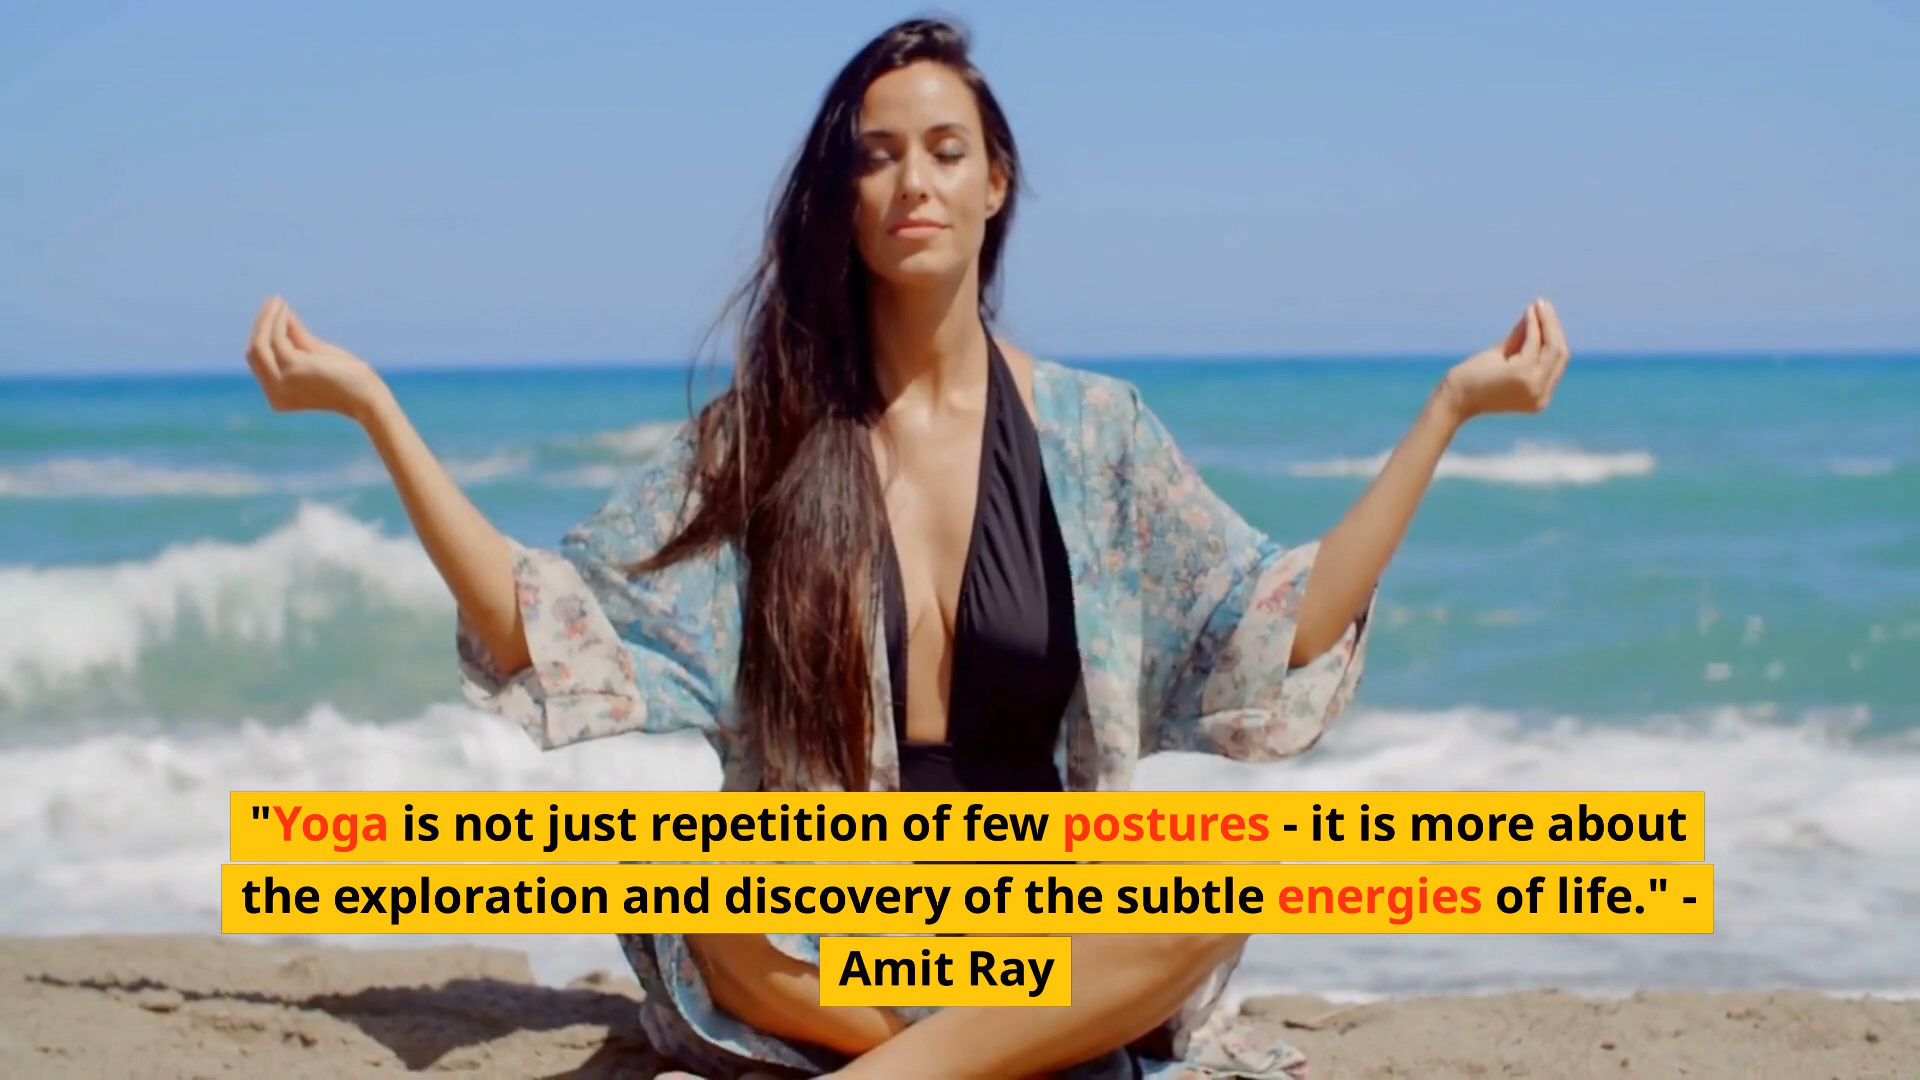 "Yoga is not just repetition of few postures - it is more about
the exploration and discovery of the subtle energies of life." -
Amit Ray